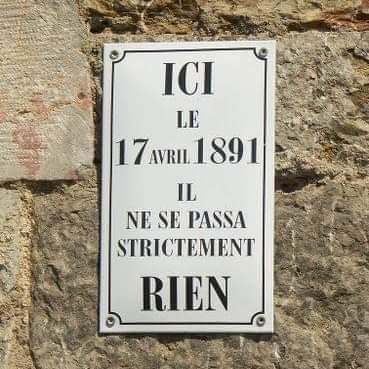 ICI
LE
17 AVRIL 1891
IL
NE SE PASSA
STRICTEMENT
RIEN